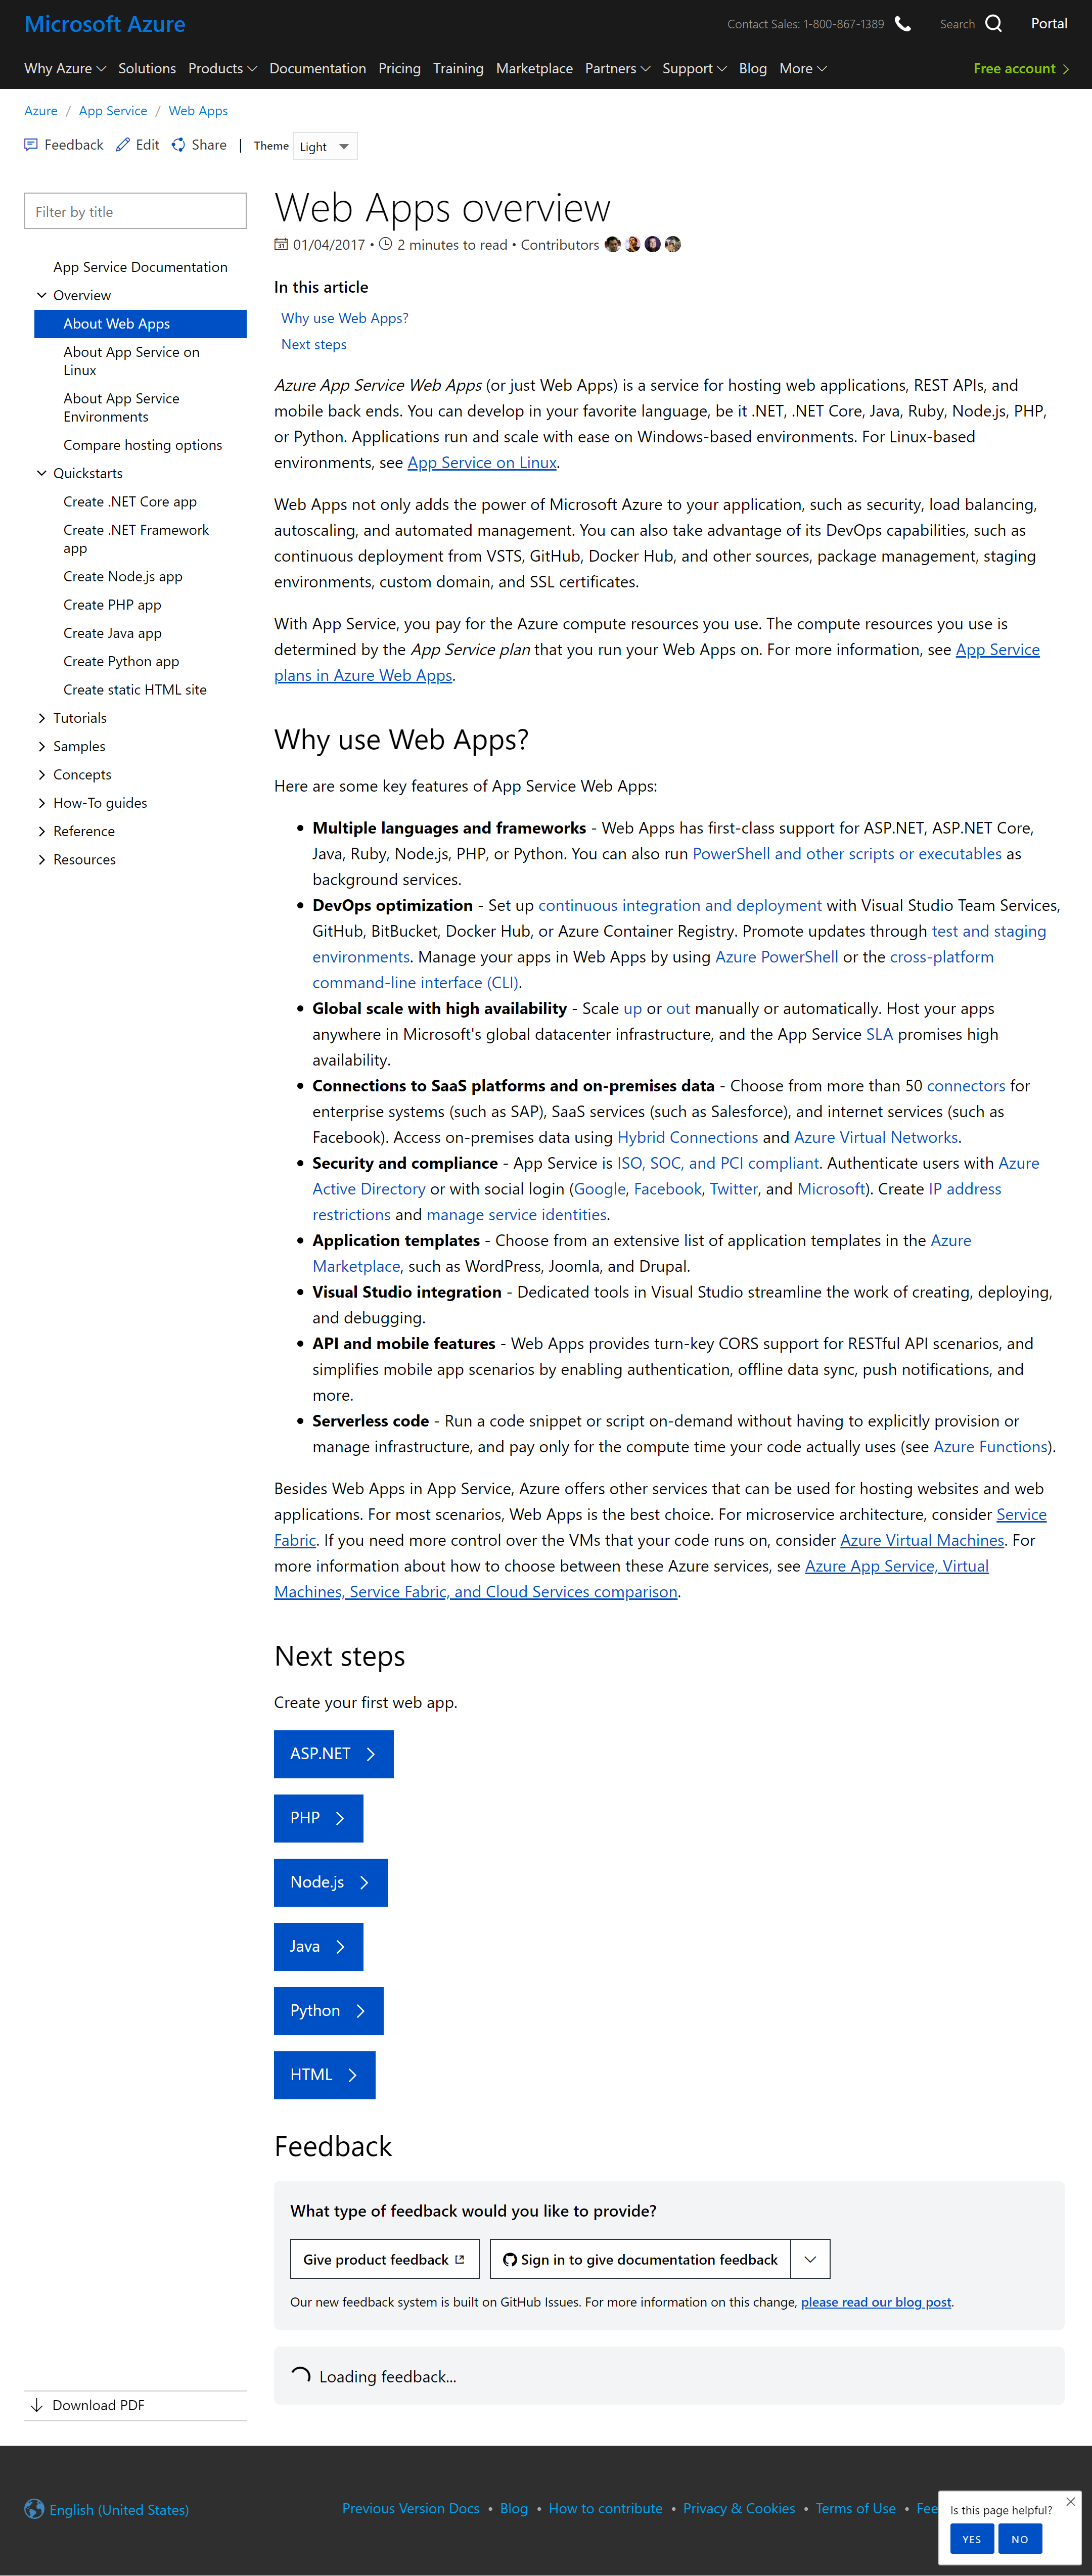 Microsoft Azure
Contact Sales: 1-800-867-1389
Search
Portal
Why Azure
Solutions
Products
Documentation
Pricing
Training
Marketplace
Partners
Support
Blog
More
Free account
Azure / App Service / Web Apps
Feedback
Edit
Share
|
Theme
Light
Filter by title
App Service Documentation
Overview
About Web Apps
About App Service on
Linux
About App Service
Environments
Compare hosting options
Quickstarts
Create .NET Core app
Create .NET Framework
app
Create Node.js app
Create PHP app
Create Java app
Create Python app
Create static HTML site
Tutorials
Samples
Concepts
How-To guides
Reference
Resources
Download PDF
Web Apps overview
01/04/2017 • 2 minutes to read • Contributors
In this article
Why use Web Apps?
Next steps
Azure App Service Web Apps (or just Web Apps) is a service for hosting web applications, REST APIs, and
mobile back ends. You can develop in your favorite language, be it .NET, .NET Core, Java, Ruby, Node.js, PHP,
or Python. Applications run and scale with ease on Windows-based environments. For Linux-based
environments, see App Service on Linux.
Web Apps not only adds the power of Microsoft Azure to your application, such as security, load balancing,
autoscaling, and automated management. You can also take advantage of its DevOps capabilities, such as
continuous deployment from VSTS, GitHub, Docker Hub, and other sources, package management, staging
environments, custom domain, and SSL certificates.
With App Service, you pay for the Azure compute resources you use. The compute resources you use is
determined by the App Service plan that you run your Web Apps on. For more information, see App Service
plans in Azure Web Apps.
Why use Web Apps?
Here are some key features of App Service Web Apps:
• Multiple languages and frameworks - Web Apps has first-class support for ASP.NET, ASP.NET Core,
Java, Ruby, Node.js, PHP, or Python. You can also run PowerShell and other scripts or executables as
background services.
• DevOps optimization - Set up continuous integration and deployment with Visual Studio Team Services,
GitHub, BitBucket, Docker Hub, or Azure Container Registry. Promote updates through test and staging
environments. Manage your apps in Web Apps by using Azure PowerShell or the cross-platform
command-line interface (CLI).
• Global scale with high availability - Scale up or out manually or automatically. Host your apps
anywhere in Microsoft's global datacenter infrastructure, and the App Service SLA promises high
availability.
• Connections to SaaS platforms and on-premises data - Choose from more than 50 connectors for
enterprise systems (such as SAP), SaaS services (such as Salesforce), and internet services (such as
Facebook). Access on-premises data using Hybrid Connections and Azure Virtual Networks.
• Security and compliance - App Service is ISO, SOC, and PCI compliant. Authenticate users with Azure
Active Directory or with social login (Google, Facebook, Twitter, and Microsoft). Create IP address
restrictions and manage service identities.
• Application templates - Choose from an extensive list of application templates in the Azure
Marketplace, such as WordPress, Joomla, and Drupal.
• Visual Studio integration - Dedicated tools in Visual Studio streamline the work of creating, deploying,
and debugging.
• API and mobile features - Web Apps provides turn-key CORS support for RESTful API scenarios, and
simplifies mobile app scenarios by enabling authentication, offline data sync, push notifications, and
more.
• Serverless code - Run a code snippet or script on-demand without having to explicitly provision or
manage infrastructure, and pay only for the compute time your code actually uses (see Azure Functions).
Besides Web Apps in App Service, Azure offers other services that can be used for hosting websites and web
applications. For most scenarios, Web Apps is the best choice. For microservice architecture, consider Service
Fabric. If you need more control over the VMs that your code runs on, consider Azure Virtual Machines. For
more information about how to choose between these Azure services, see Azure App Service, Virtual
Machines, Service Fabric, and Cloud Services comparison.
Next steps
Create your first web app.
ASP.NET
PHP
Node.js
Java
Python
HTML
Feedback
What type of feedback would you like to provide?
Give product feedback
Sign in to give documentation feedback
Our new feedback system is built on GitHub Issues. For more information on this change, please read our blog post.
Loading feedback...
English (United States)
Previous Version Docs • Blog • How to contribute • Privacy & Cookies • Terms of Use • Fee
Is this page helpful?
YES
NO